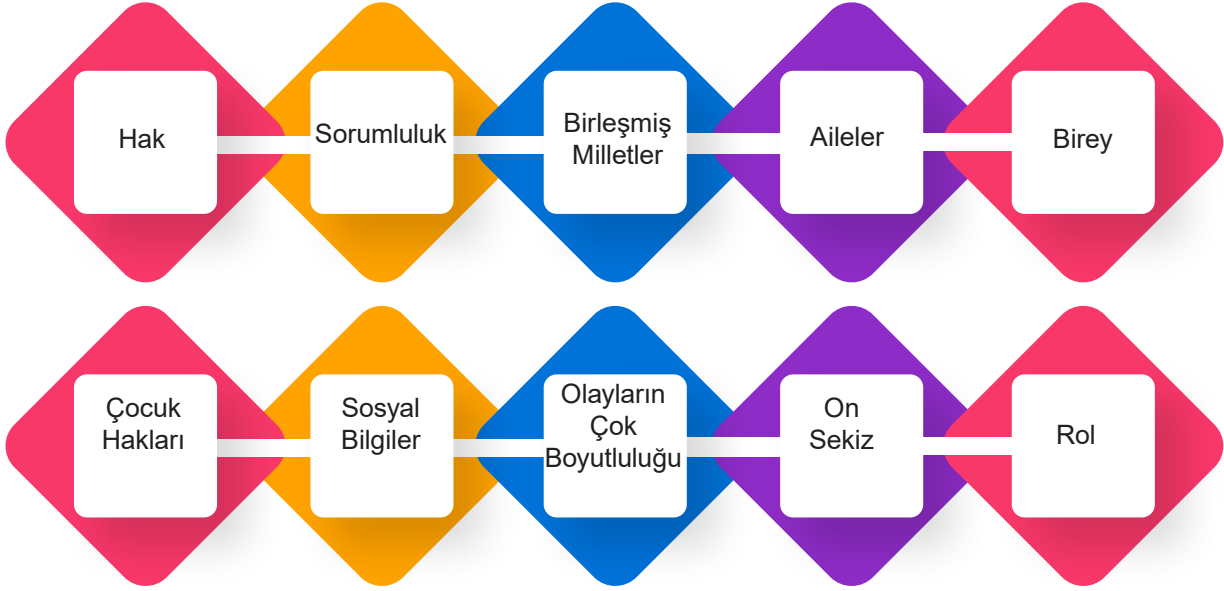 Hak
Sorumluluk
Birleşmiş
Milletler
Aileler
Birey
Çocuk
Hakları
Sosyal
Bilgiler
Olayların
Çok
Boyutluluğu
On
Sekiz
Rol